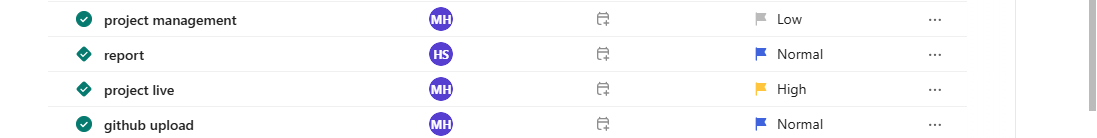 project management MH Low ...
report HS Normal ...
project live MH High ...
github upload MH Normal ...